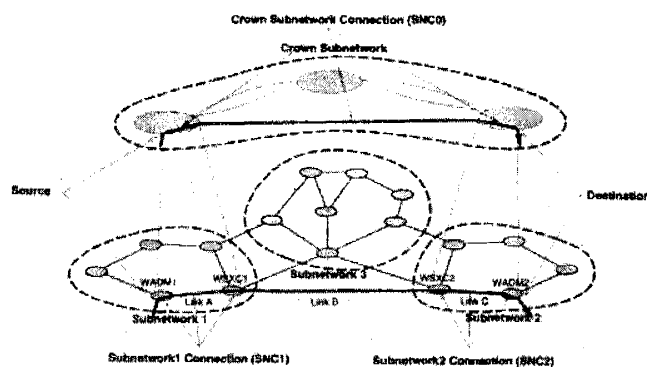 Crown Subnetwork Connection (SNC0)
Crown Subnetwork
Source
Destination
WADM1
WSXC1
Subnetwork 3
WSXC2
WADM2
Link A
Link B
Link C
Subnetwork 1
Subnetwork 2
Subnetwork1 Connection (SNC1)
Subnetwork2 Connection (SNC2)